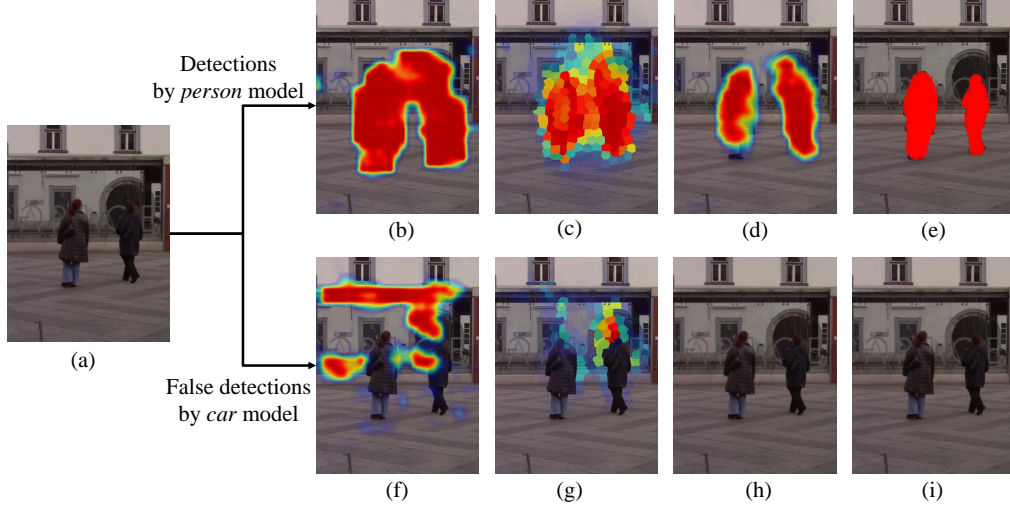 Detections
by person model
(b)
(c)
(d)
(e)
(a)
False detections
by car model
(f)
(g)
(h)
(i)